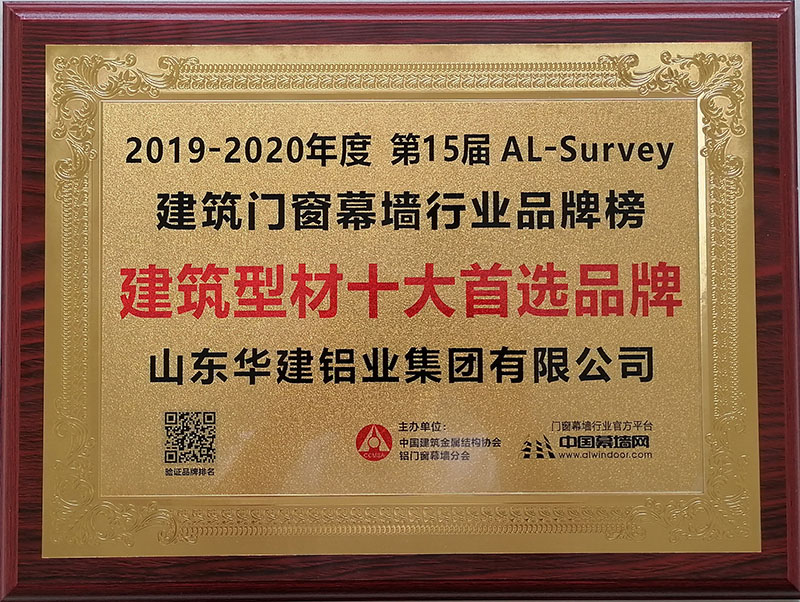 2019-2020年度 第15届 AL-Survey
建筑门窗幕墙行业品牌榜
建筑型材十大首选品牌
山东华建铝业集团有限公司
验证品牌排名
主办单位：
中国建筑金属结构协会
铝门窗幕墙分会
门窗幕墙行业官方平台
中国幕墙网
www.alwindoor.com